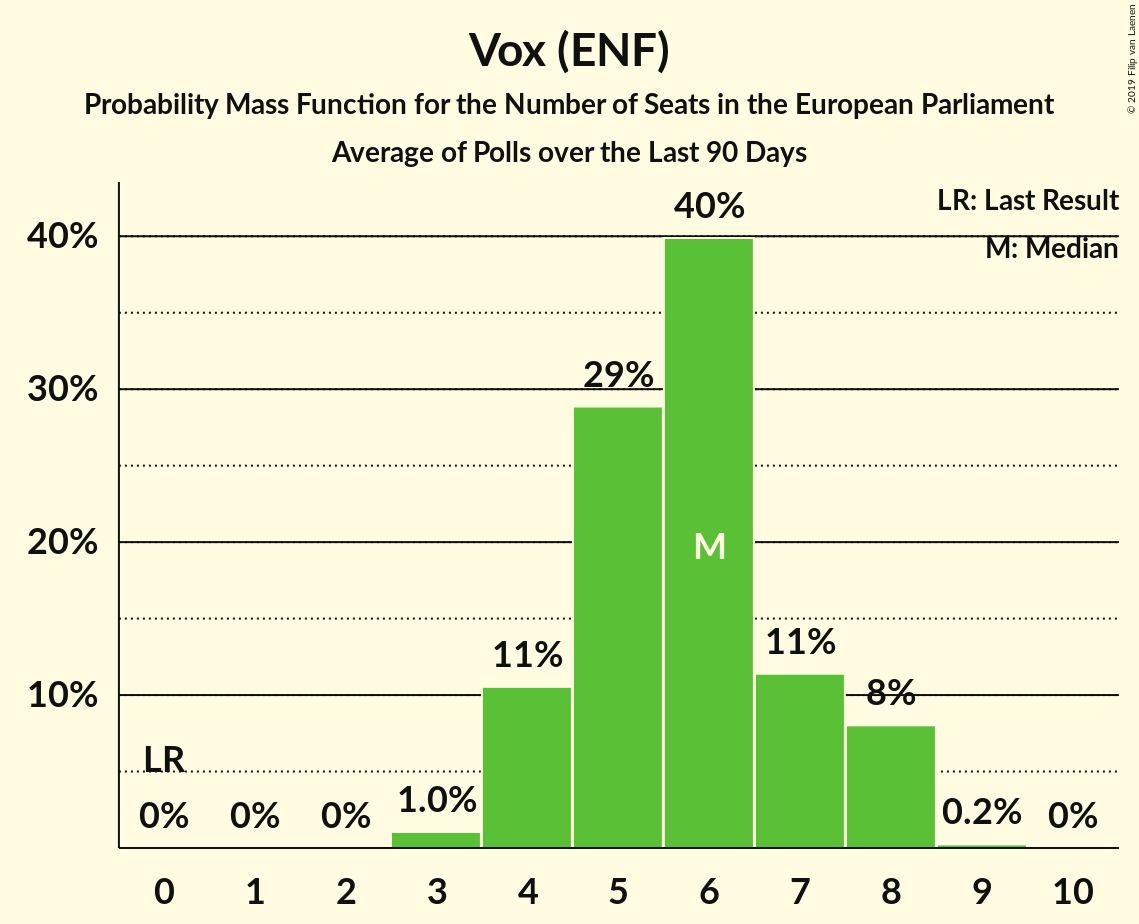 Vox (ENF)
Probability Mass Function for the Number of Seats in the European Parliament
Average of Polls over the Last 90 Days
© 2019 Filip van Laenen
LR: Last Result
M: Median
40%
30%
20%
10%
LR
0%
0%
0%
1.0%
11%
29%
40%
M
11%
8%
0.2%
0%
0 1 2 3 4 5 6 7 8 9 10